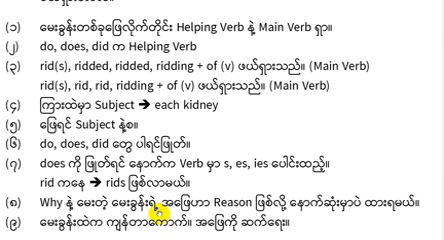 (၁) မေးခွန်းတစ်ခုဖြေလိုက်တိုင်း Helping Verb နဲ့ Main Verb ရှာ။
(၂) do, does, did က Helping Verb
(၃) rid(s), ridded, ridded, ridding + of (v) ဖယ်ရှားသည်။ (Main Verb)
rid(s), rid, rid, ridding + of (v) ဖယ်ရှားသည်။ (Main Verb)
(၄) ကြားထဲမှာ Subject ➔ each kidney
(၅) ဖြေရင် Subject နဲ့စ။
(၆) do, does, did တွေ ပါရင်ဖြုတ်။
(၇) does ကို ဖြုတ်ရင် နောက်က Verb မှာ s, es, ies ပေါင်းထည့်။
rid ကနေ ➔ rids ဖြစ်လာမယ်။
(၈) Why နဲ့ မေးတဲ့ မေးခွန်းရဲ့ အဖြေဟာ Reason ဖြစ်လို့ နောက်ဆုံးမှာပဲ ထားရမယ်။
(၉) မေးခွန်းထဲက ကျန်တာကောက်။ အဖြေကို ဆက်ရေး။